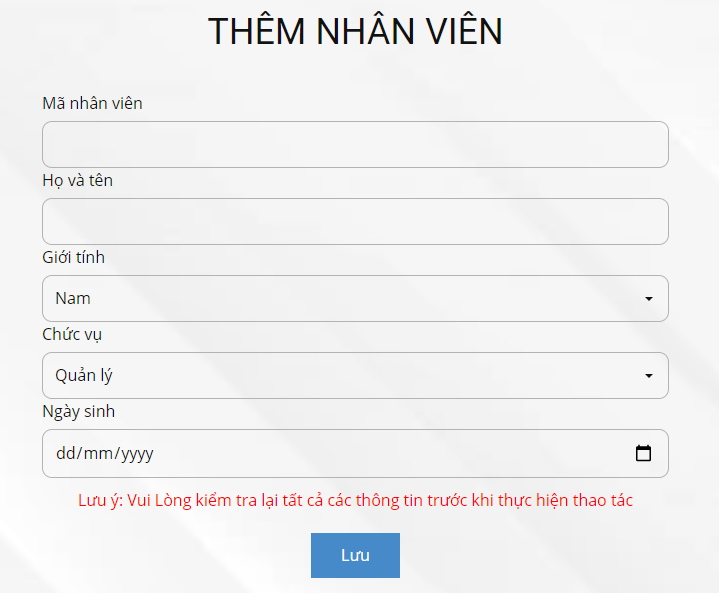 THÊM NHÂN VIÊN
Mã nhân viên
Họ và tên
Giới tính
Nam
Chức vụ
Quản lý
Ngày sinh
dd/mm/yyyy
Lưu ý: Vui Lòng kiểm tra lại tất cả các thông tin trước khi thực hiện thao tác
Lưu